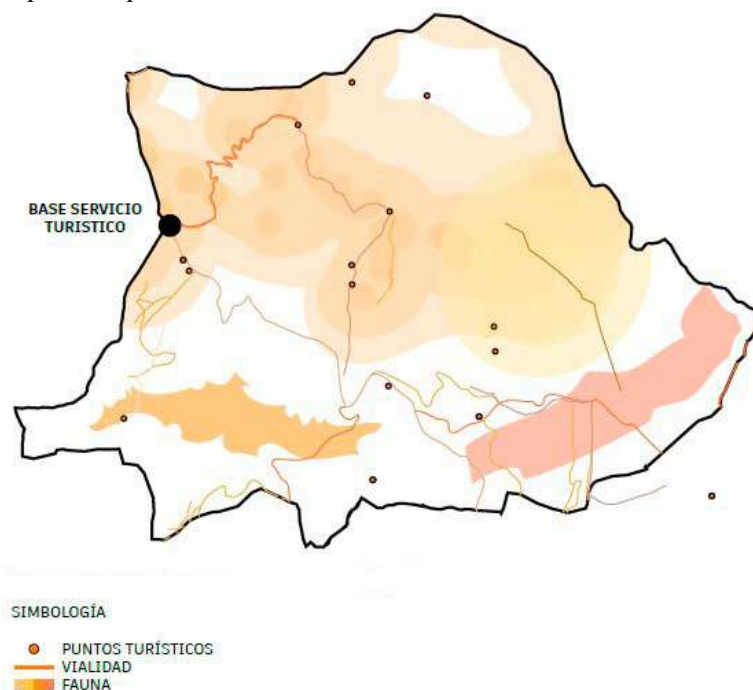 BASE SERVICIO
TURISTICO
SIMBOLOGÍA
PUNTOS TURÍSTICOS
VIALIDAD
FAUNA